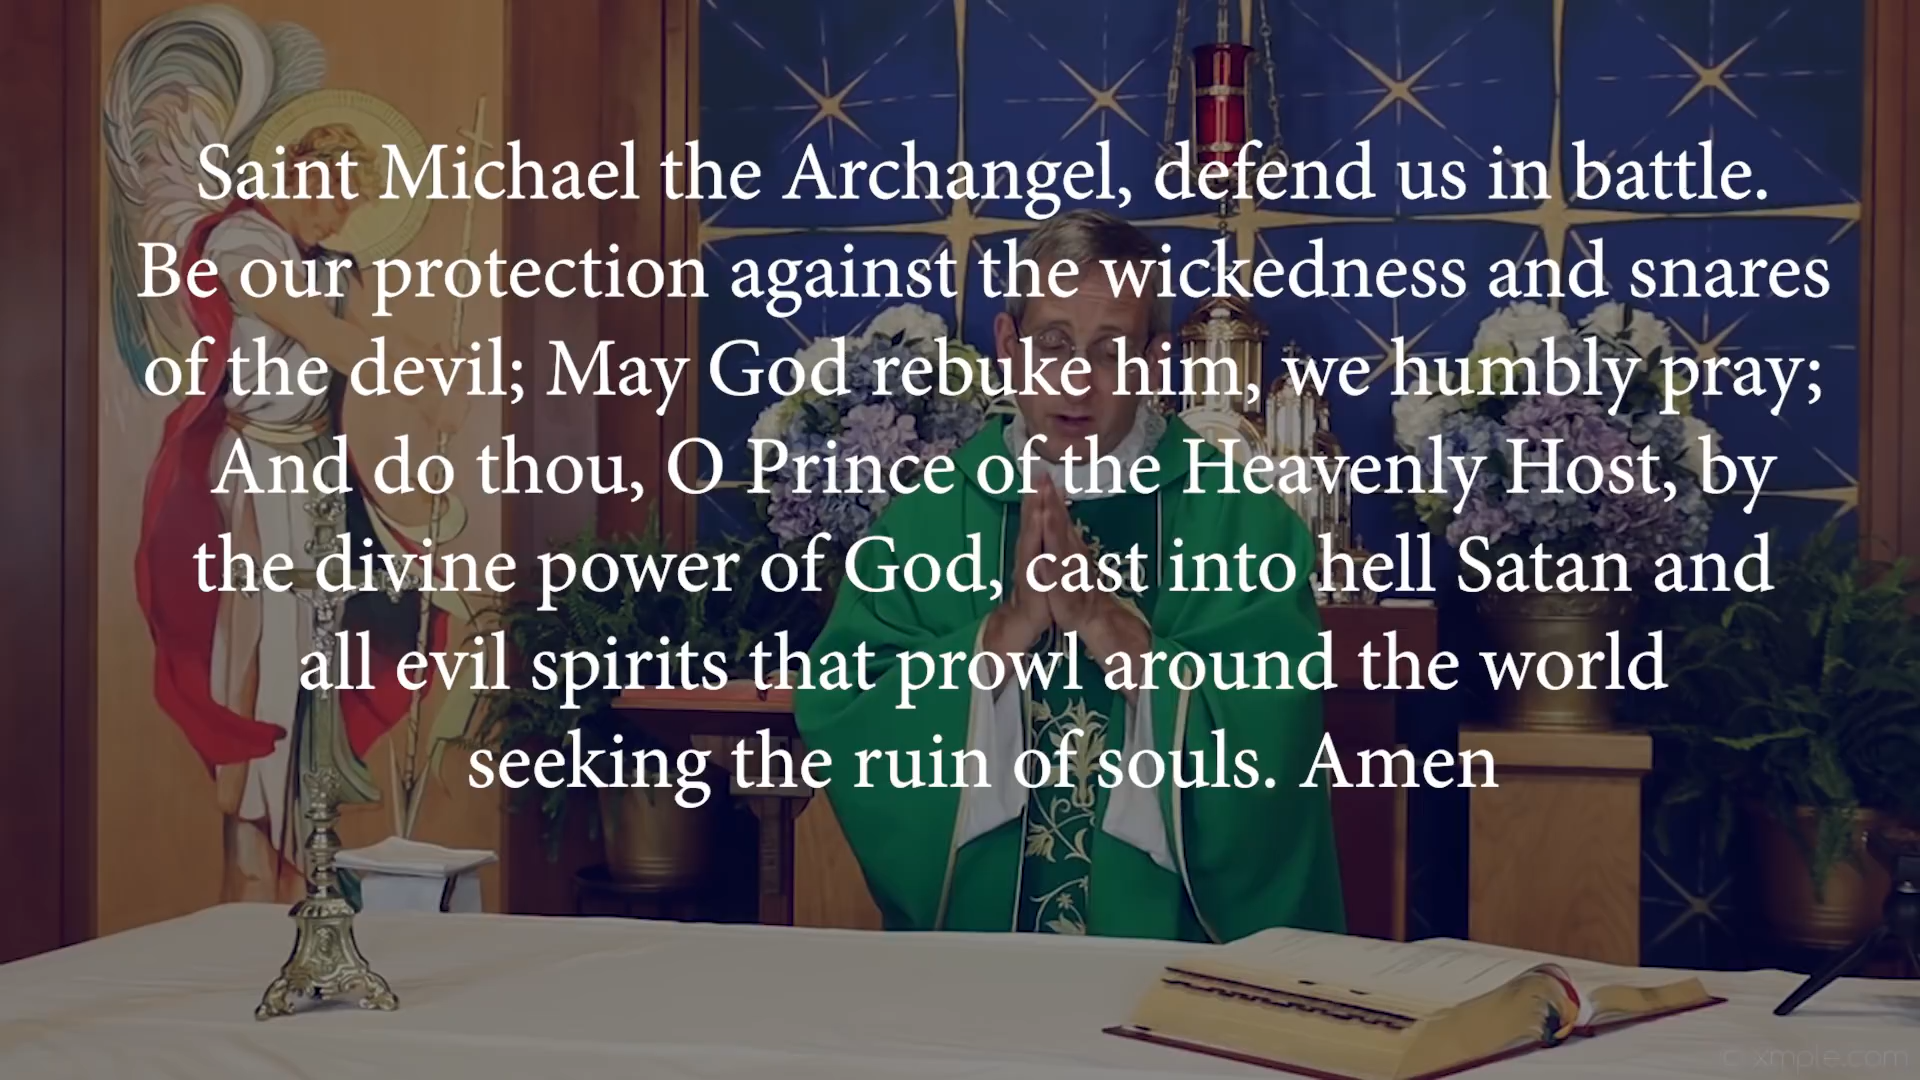 Saint Michael the Archangel, defend us in battle.
Be our protection against the wickedness and snares
of the devil; May God rebuke him, we humbly pray;
And do thou, O Prince of the Heavenly Host, by
the divine power of God, cast into hell Satan and
all evil spirits that prowl around the world
seeking the ruin of souls. Amen
xmple.com